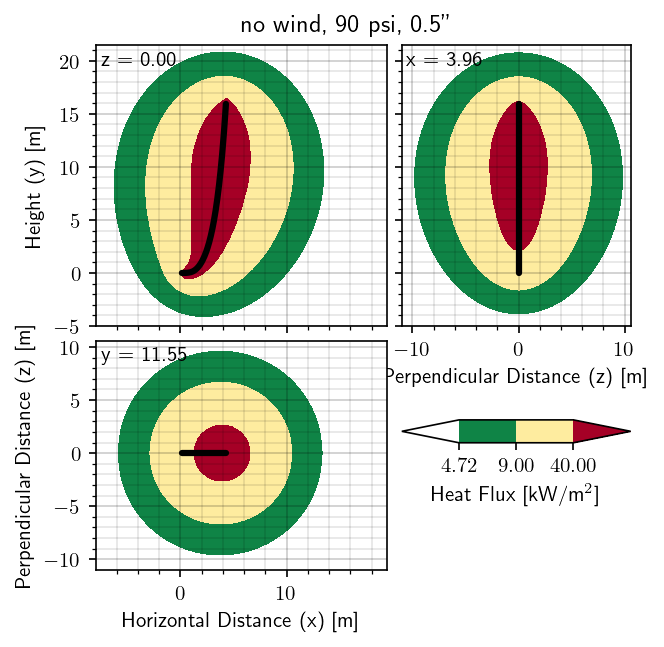 no wind, 90 psi, 0.5”
z = 0.00
x = 3.96
20
15
10
5
0
−5
Height (y) [m]
−10
0
10
Perpendicular Distance (z) [m]
y = 11.55
10
5
0
−5
−10
Perpendicular Distance (z) [m]
0
10
Horizontal Distance (x) [m]
4.72
9.00
40.00
Heat Flux [kW/m²]